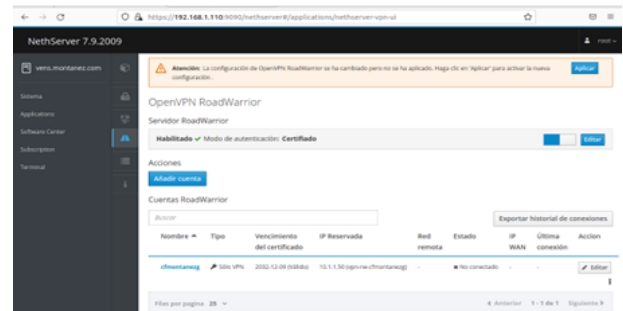 https://192.168.1.110:9090/nethserver#/applications/nethserver-vpn-ui
NethServer 7.9.2009
root
vens.montanez.com
Sistema
Applications
Software Center
Subscription
Terminal
Atención: La configuración de OpenVPN RoadWarrior se ha cambiado pero no se ha aplicado. Haga clic en 'Aplicar' para activar la nueva
configuración..
Aplicar
OpenVPN RoadWarrior
Servidor RoadWarrior
Habilitado ✔ Modo de autenticación: Certifiado
Editar
Acciones
Añadir cuenta
Cuentas RoadWarrior
Buscar
Exportar historial de conexiones
Nombre Tipo Vencimiento IP Reservada Red Estado IP Última Accion
del certificado remota WAN conexión
cfmontanezg Sólo VPN 2032-12-09 (Válido) 10.1.1.50 (vpn-rw-cfmontanezg) - No conectado - - Editar
Filas por pagina 25
Anterior 1 - 1 de 1 Siguiente